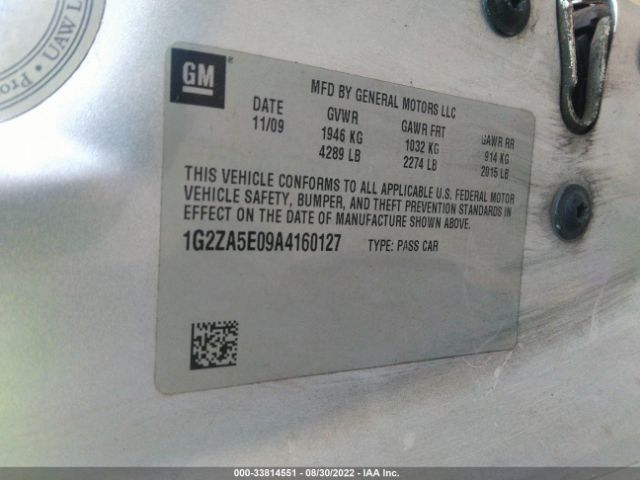 Pro
UAW L
GM
MFD BY GENERAL MOTORS LLC
DATE GVWR GAWR FRT GAWR RR
11/09 1946 KG 1032 KG 914 KG
4289 LB 2274 LB 2015 LB
THIS VEHICLE CONFORMS TO ALL APPLICABLE U.S. FEDERAL MOTOR
VEHICLE SAFETY, BUMPER, AND THEFT PREVENTION STANDARDS IN
EFFECT ON THE DATE OF MANUFACTURE SHOWN ABOVE.
1G2ZA5E09A4160127 TYPE: PASS CAR
000-33814551 - 08/30/2022 - IAA Inc.